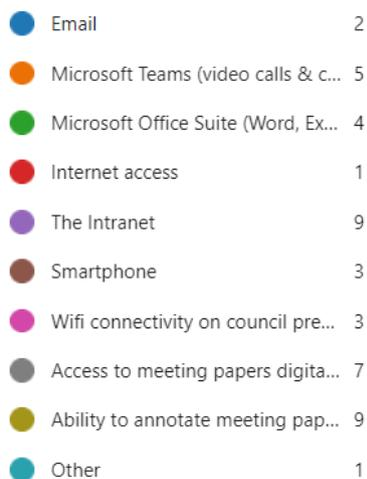 Email 2
Microsoft Teams (video calls & c... 5
Microsoft Office Suite (Word, Ex... 4
Internet access 1
The Intranet 9
Smartphone 3
Wifi connectivity on council pre... 3
Access to meeting papers digita... 7
Ability to annotate meeting pap... 9
Other 1